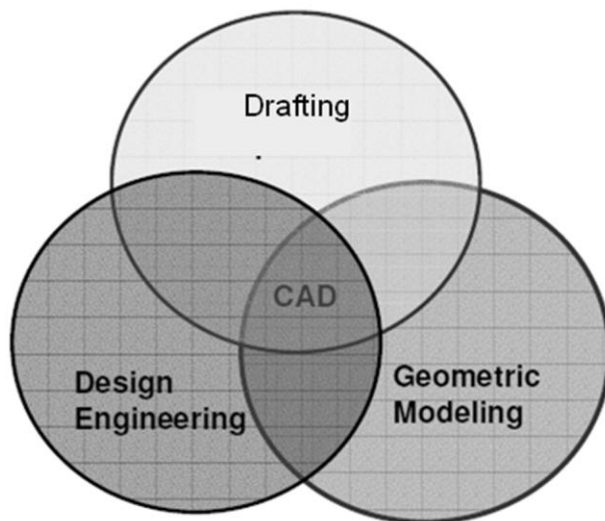 Drafting
CAD
Design
Engineering
Geometric
Modeling